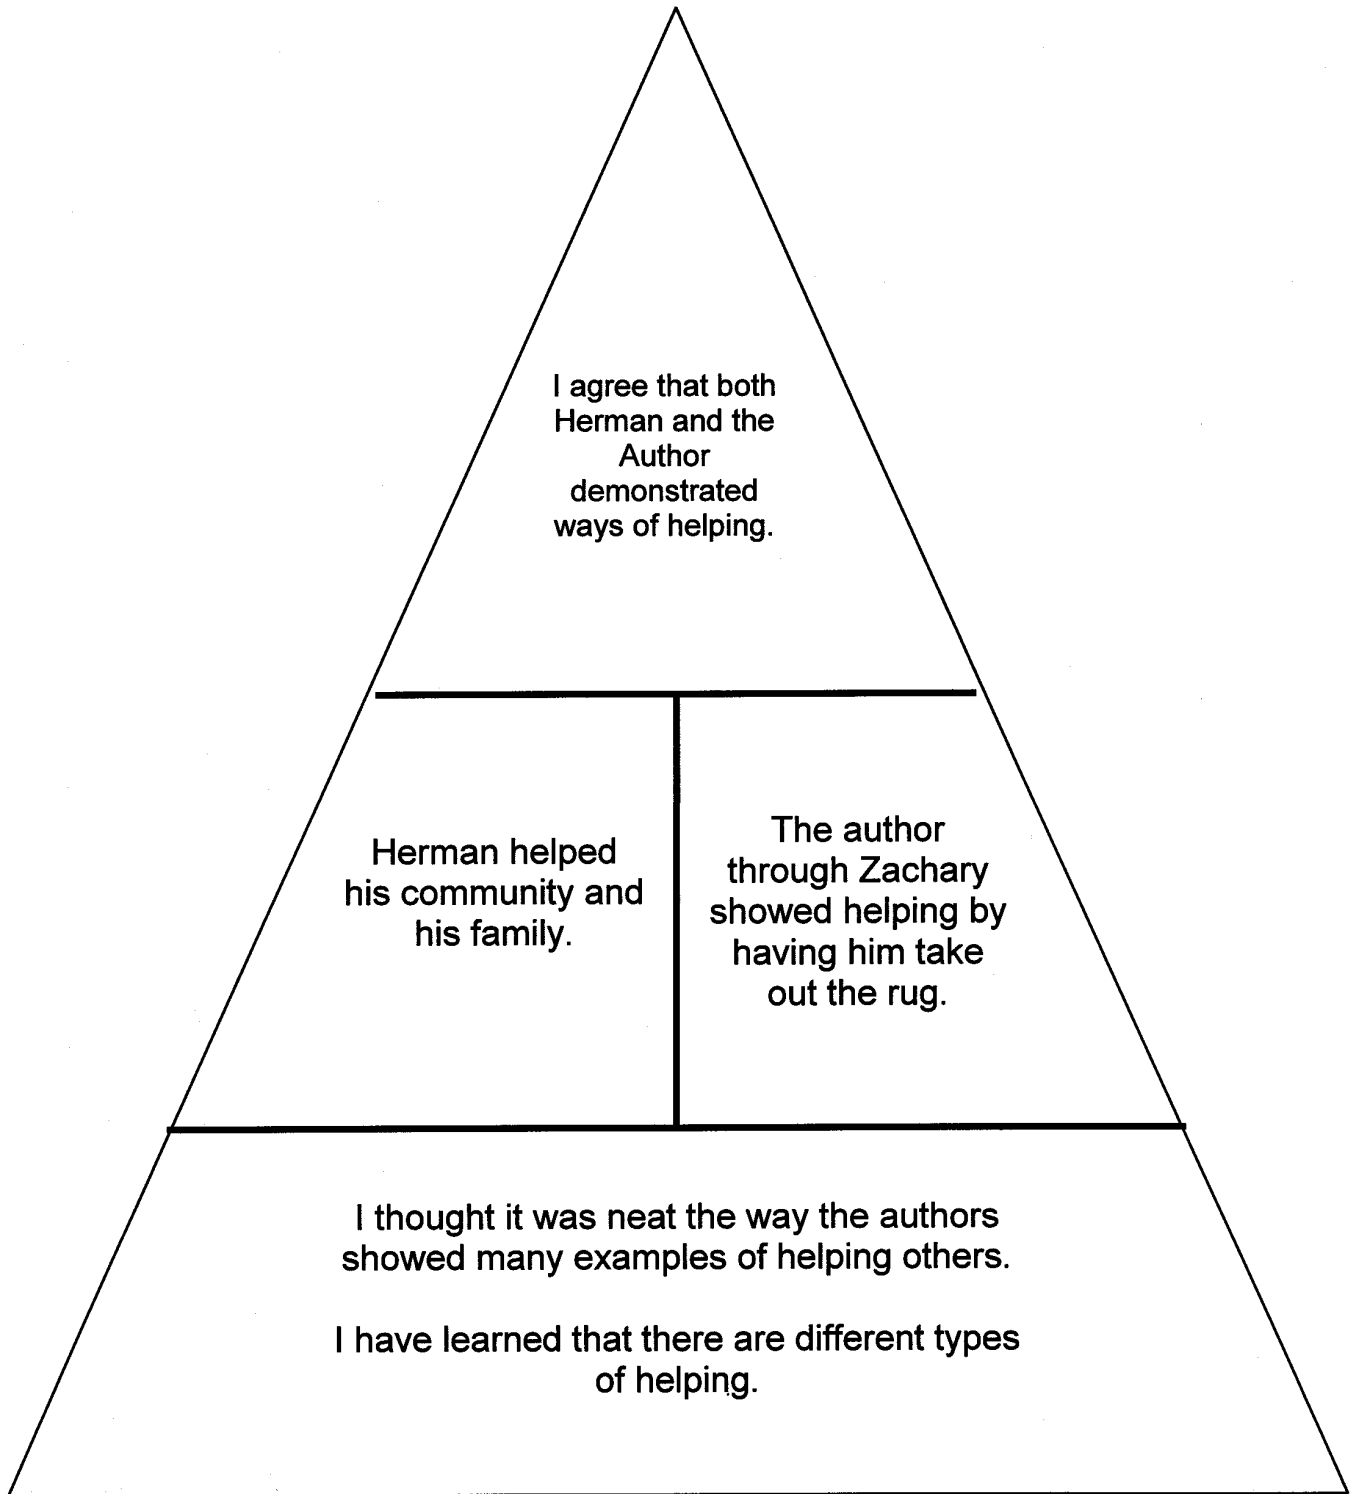 I agree that both
Herman and the
Author
demonstrated
ways of helping.
Herman helped
his community and
his family.
The author
through Zachary
showed helping by
having him take
out the rug.
I thought it was neat the way the authors
showed many examples of helping others.
I have learned that there are different types
of helping.